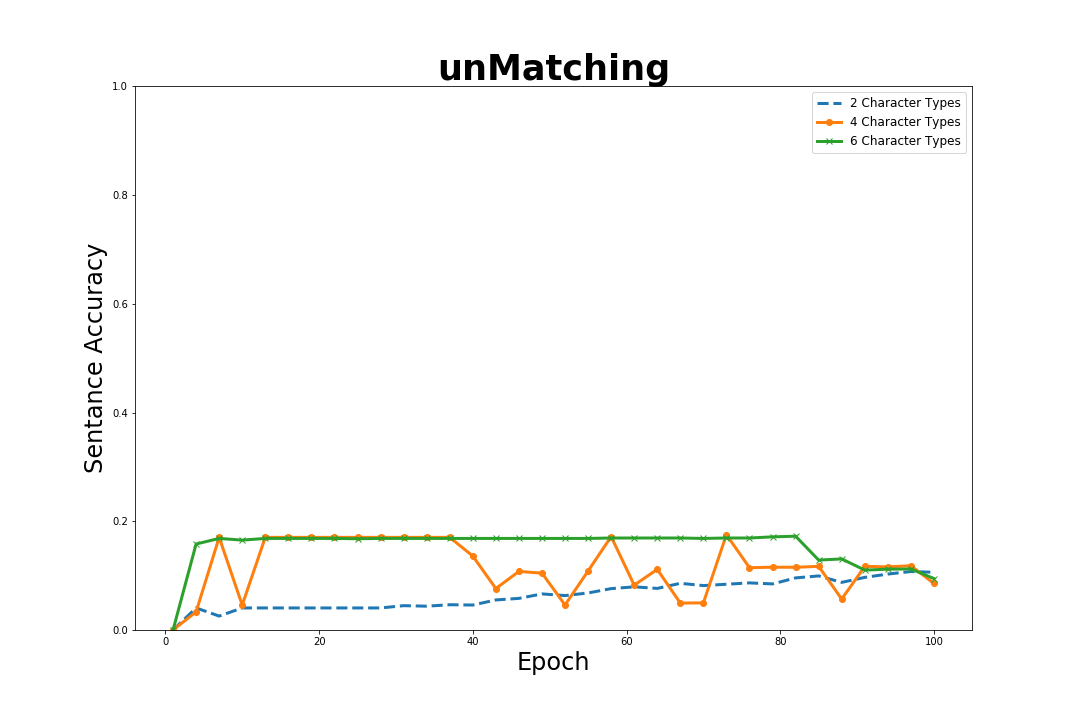 unMatching
1.0
0.8
0.6
0.4
0.2
0.0
Sentance Accuracy
2 Character Types
4 Character Types
6 Character Types
0 20 40 60 80 100
Epoch